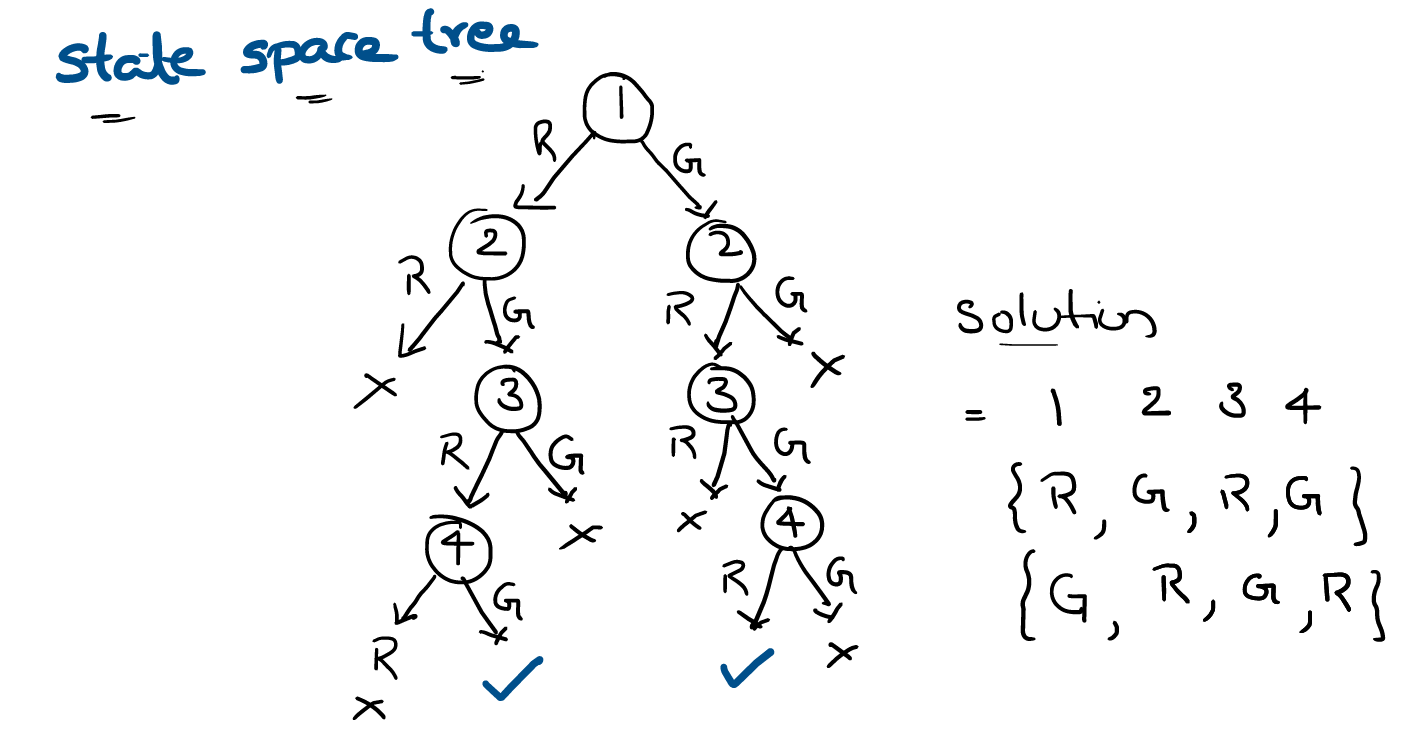 state space tree
1
R G
2 2
R G R G
X X
3 3
R G R G
X X
4 4
R G R G
X X
solution
= 1 2 3 4
{R, G, R, G}
{G, R, G, R}